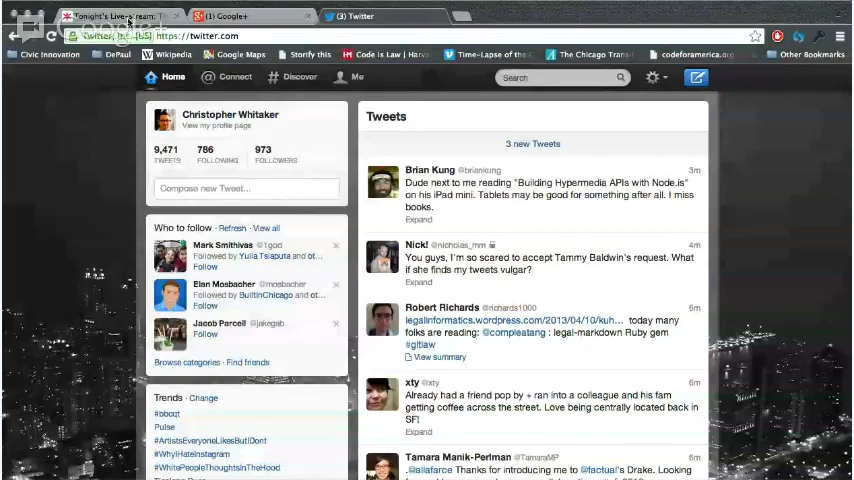 Tonight's Live-stream: Th
(1) Google+
(3) Twitter
Google+
Twitter, Inc. [US] https://twitter.com
Civic Innovation
DePaul
Wikipedia
Google Maps
Storify this
Code is Law | Hark
Time-Lapse of the
The Chicago Transi
codeforamerica.org
Other Bookmarks
Home
Connect
Discover
Me
Search
Christopher Whitaker
View my profile page
9,471
TWEETS
786
FOLLOWING
973
FOLLOWERS
Compose new Tweet...
Who to follow · Refresh · View all
Mark Smithivas @1god
Followed by Yulia Tsiaputa and ot...
Follow
Elan Mosbacher @mosbacher
Followed by BuiltInChicago and ot...
Follow
Jacob Parcell @jakegab
Follow
Browse categories · Find friends
Trends · Change
#bbcqt
Pulse
#ArtistsEveryoneLikesButIDont
#WhyIHateInstagram
#WhitePeopleThoughtsInTheHood
Tweets
3 new Tweets
Brian Kung @briankung
3m
Dude next to me reading "Building Hypermedia APIs with Node.js"
on his iPad mini. Tablets may be good for something after all. I miss
books.
Expand
Nick! @nicholas_mm
4m
You guys, I'm so scared to accept Tammy Baldwin's request. What
if she finds my tweets vulgar?
Expand
Robert Richards @richards1000
6m
legalinformatics.wordpress.com/2013/04/10/kuh... today many
folks are reading: @compleatang : legal-markdown Ruby gem
#gitlaw
View summary
xty @xty
6m
Already had a friend pop by + ran into a colleague and his fam
getting coffee across the street. Love being centrally located back in
SF!
Expand
Tamara Manik-Perlman @TamaraMP
6m
.@allafarce Thanks for introducing me to @factual's Drake. Looking